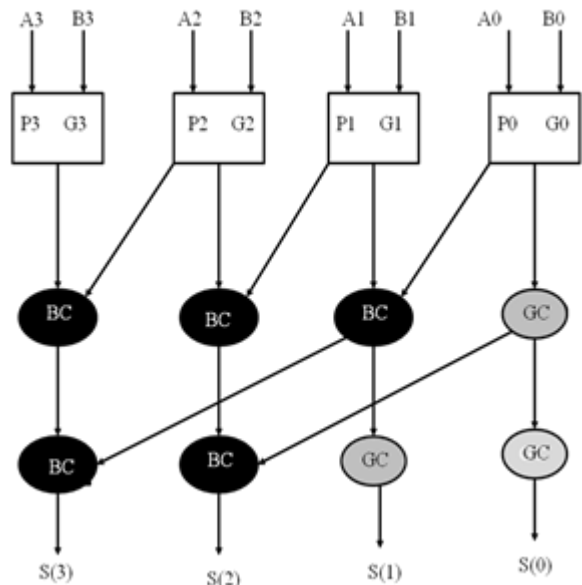 A3 B3 A2 B2 A1 B1 A0 B0
P3 G3 P2 G2 P1 G1 P0 G0
BC BC BC GC
BC BC GC GC
S(3) S(2) S(1) S(0)